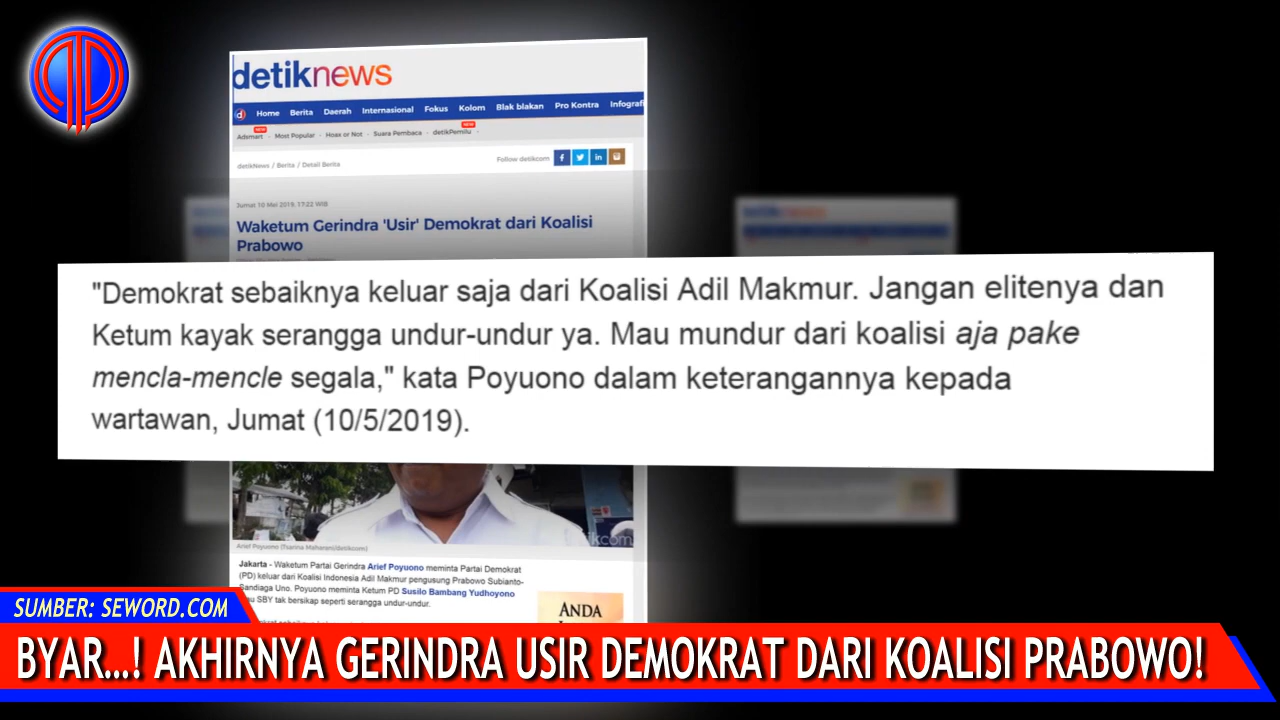 detiknews
Home Berita Daerah Internasional Fokus Kolom Blak blakan Pro Kontra Infografi
NEW NEW
Adsmart - Most Popular - Hoax or Not - Suara Pembaca - detikPemilu -
detikNews / Berita / Detail Berita Follow detikcom
Jumat 10 Mei 2019, 17:22 WIB
Waketum Gerindra 'Usir' Demokrat dari Koalisi
Prabowo
"Demokrat sebaiknya keluar saja dari Koalisi Adil Makmur. Jangan elitenya dan
Ketum kayak serangga undur-undur ya. Mau mundur dari koalisi aja pake
mencla-mencle segala," kata Poyuono dalam keterangannya kepada
wartawan, Jumat (10/5/2019).
Arief Poyuono (Tsarina Maharani/detikcom)
Jakarta - Waketum Partai Gerindra Arief Poyuono meminta Partai Demokrat
(PD) keluar dari Koalisi Indonesia Adil Makmur pengusung Prabowo Subianto-
Sandiaga Uno. Poyuono meminta Ketum PD Susilo Bambang Yudhoyono
atau SBY tak bersikap seperti serangga undur-undur.
ANDA
SUMBER: SEWORD.COM
BYAR...! AKHIRNYA GERINDRA USIR DEMOKRAT DARI KOALISI PRABOWO!